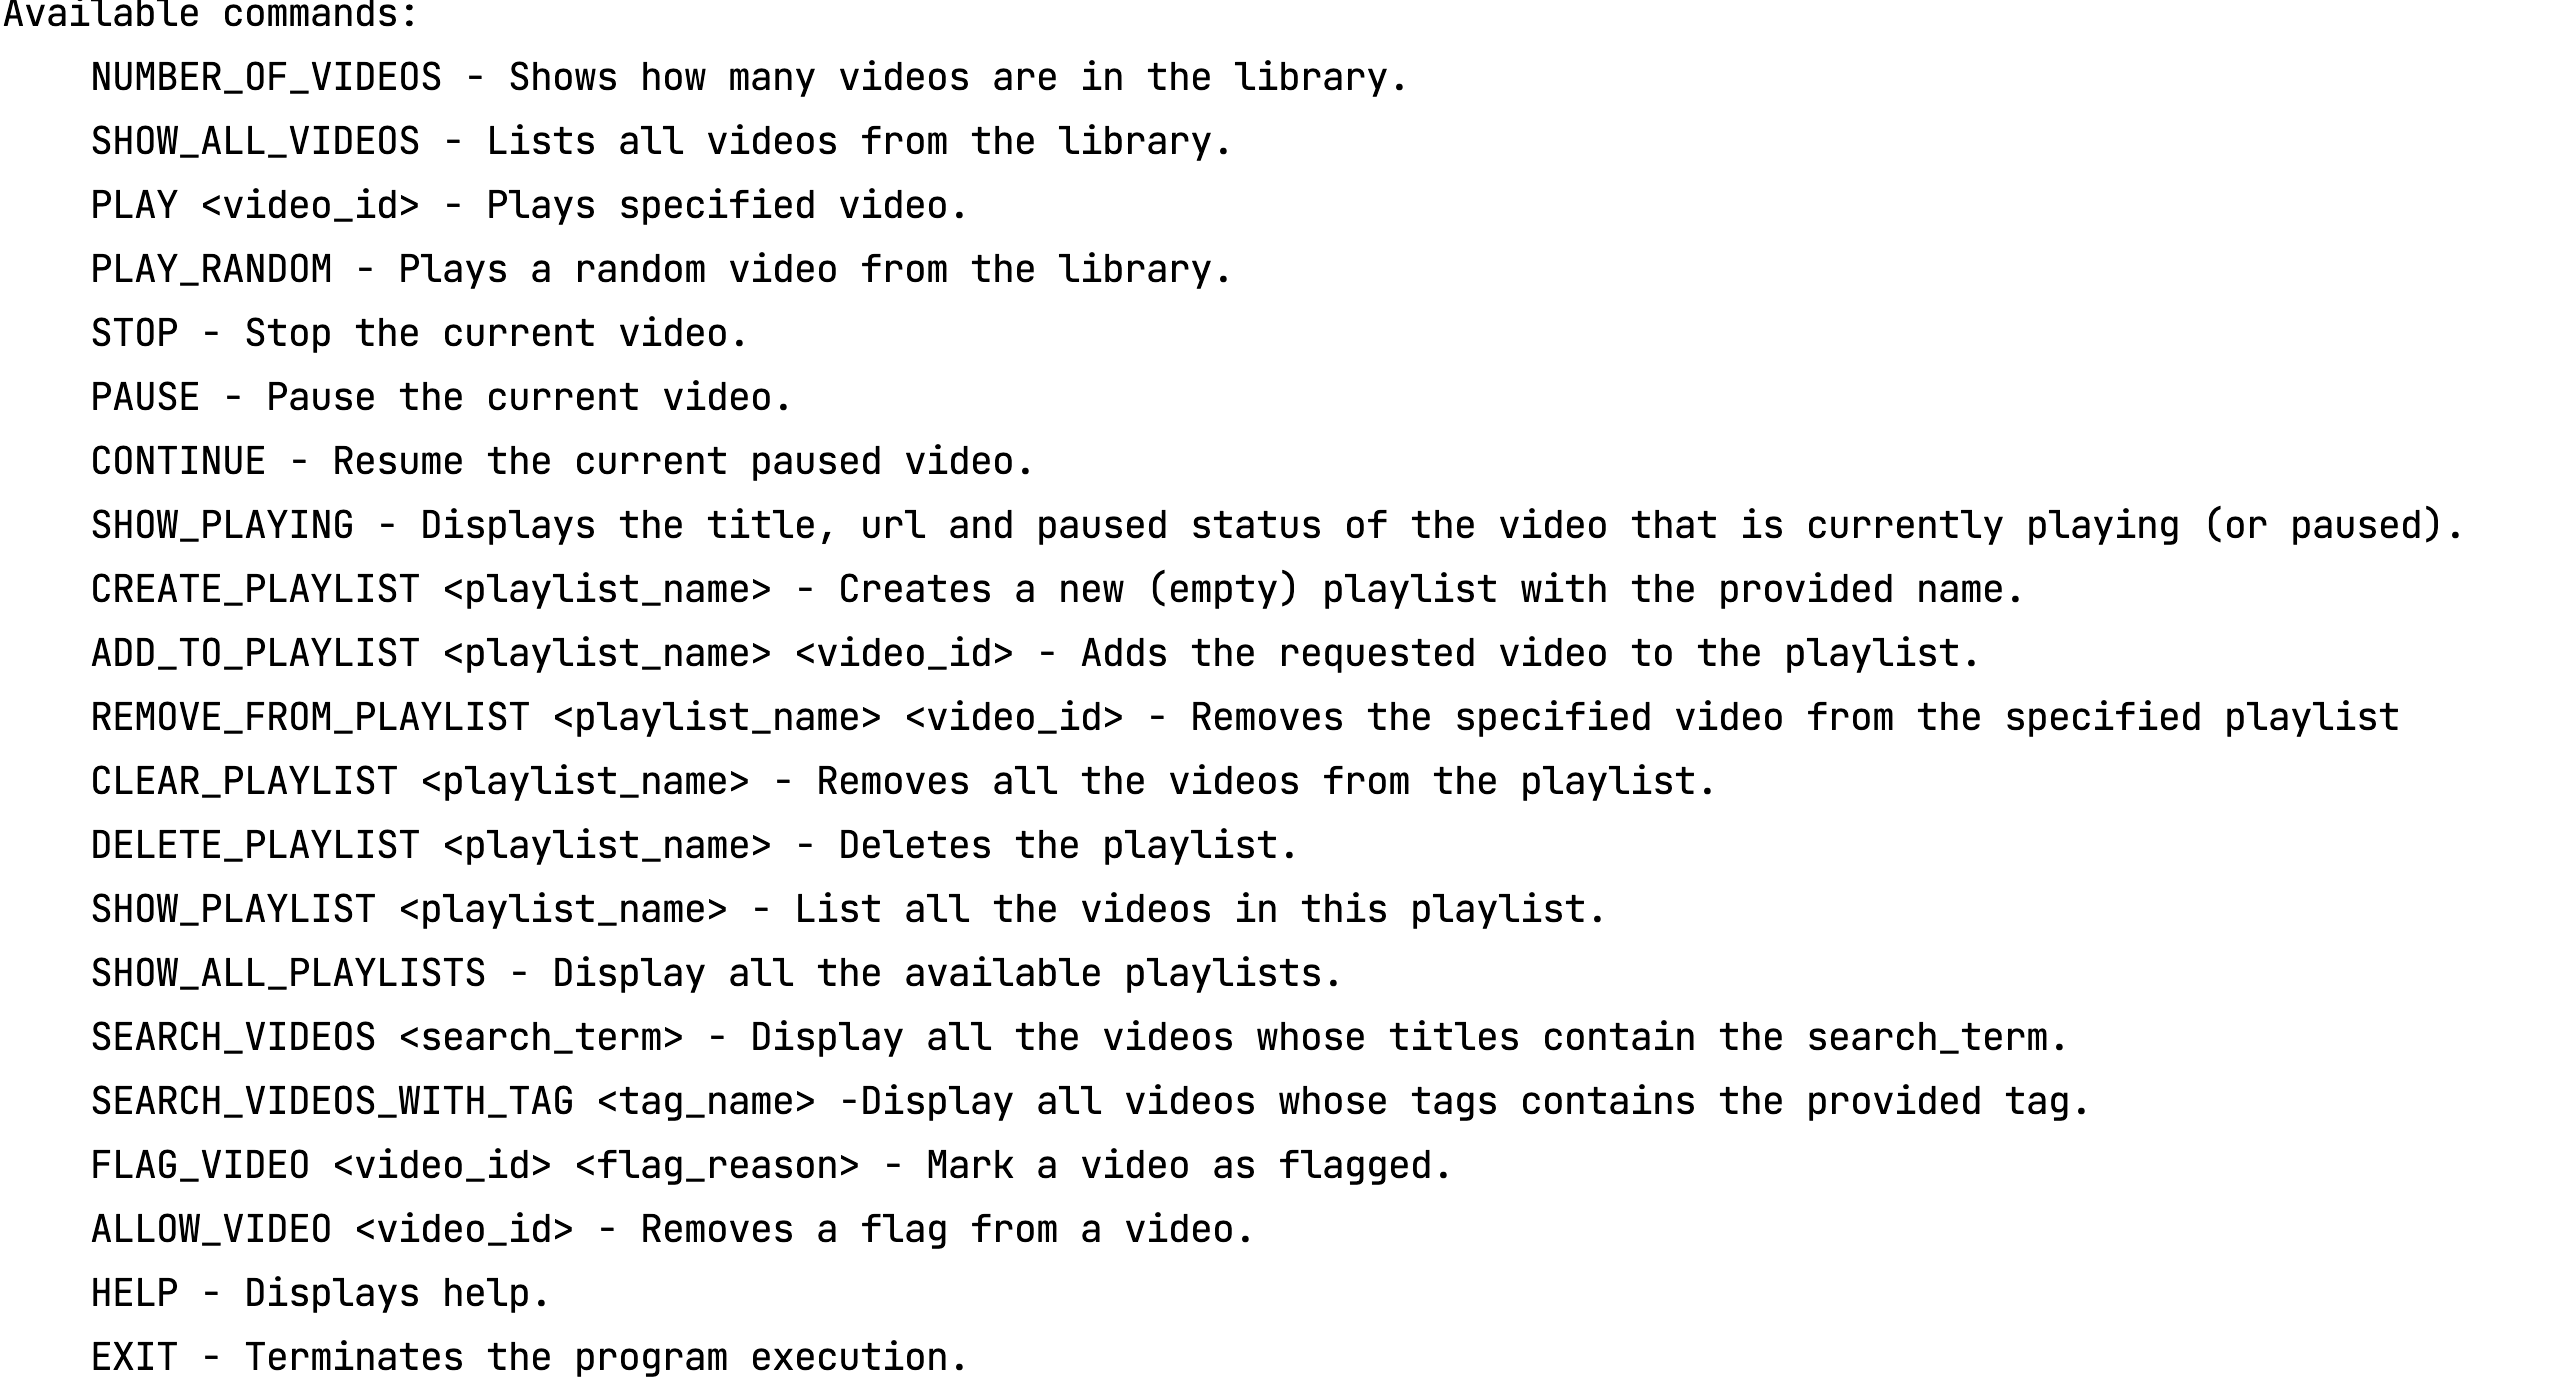 Available commands:
NUMBER_OF_VIDEOS - Shows how many videos are in the library.
SHOW_ALL_VIDEOS - Lists all videos from the library.
PLAY <video_id> - Plays specified video.
PLAY_RANDOM - Plays a random video from the library.
STOP - Stop the current video.
PAUSE - Pause the current video.
CONTINUE - Resume the current paused video.
SHOW_PLAYING - Displays the title, url and paused status of the video that is currently playing (or paused).
CREATE_PLAYLIST <playlist_name> - Creates a new (empty) playlist with the provided name.
ADD_TO_PLAYLIST <playlist_name> <video_id> - Adds the requested video to the playlist.
REMOVE_FROM_PLAYLIST <playlist_name> <video_id> - Removes the specified video from the specified playlist
CLEAR_PLAYLIST <playlist_name> - Removes all the videos from the playlist.
DELETE_PLAYLIST <playlist_name> - Deletes the playlist.
SHOW_PLAYLIST <playlist_name> - List all the videos in this playlist.
SHOW_ALL_PLAYLISTS - Display all the available playlists.
SEARCH_VIDEOS <search_term> - Display all the videos whose titles contain the search_term.
SEARCH_VIDEOS_WITH_TAG <tag_name> -Display all videos whose tags contains the provided tag.
FLAG_VIDEO <video_id> <flag_reason> - Mark a video as flagged.
ALLOW_VIDEO <video_id> - Removes a flag from a video.
HELP - Displays help.
EXIT - Terminates the program execution.